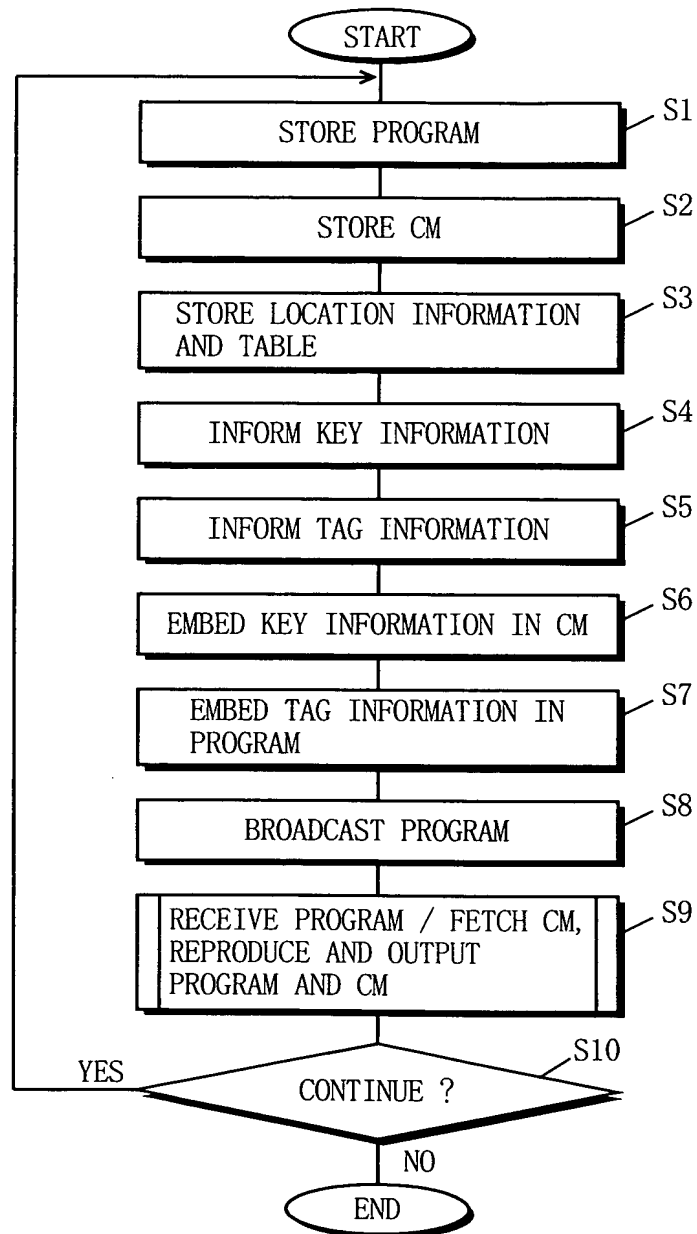 START
STORE PROGRAM
S1
STORE CM
S2
STORE LOCATION INFORMATION
AND TABLE
S3
INFORM KEY INFORMATION
S4
INFORM TAG INFORMATION
S5
EMBED KEY INFORMATION IN CM
S6
EMBED TAG INFORMATION IN
PROGRAM
S7
BROADCAST PROGRAM
S8
RECEIVE PROGRAM / FETCH CM,
REPRODUCE AND OUTPUT
PROGRAM AND CM
S9
CONTINUE ?
S10
YES
NO
END